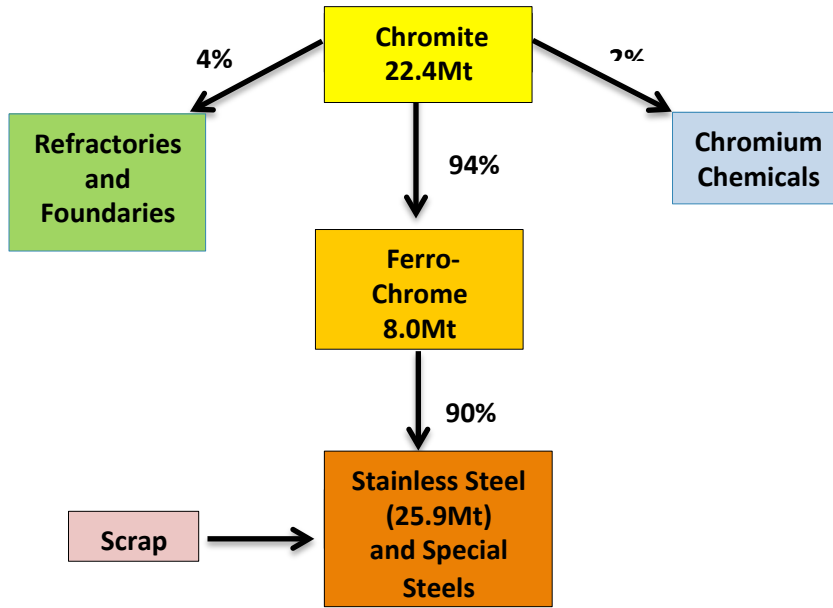 Chromite
22.4Mt
4%
2%
Refractories
and
Foundaries
94%
Chromium
Chemicals
Ferro-
Chrome
8.0Mt
90%
Stainless Steel
(25.9Mt)
and Special
Steels
Scrap